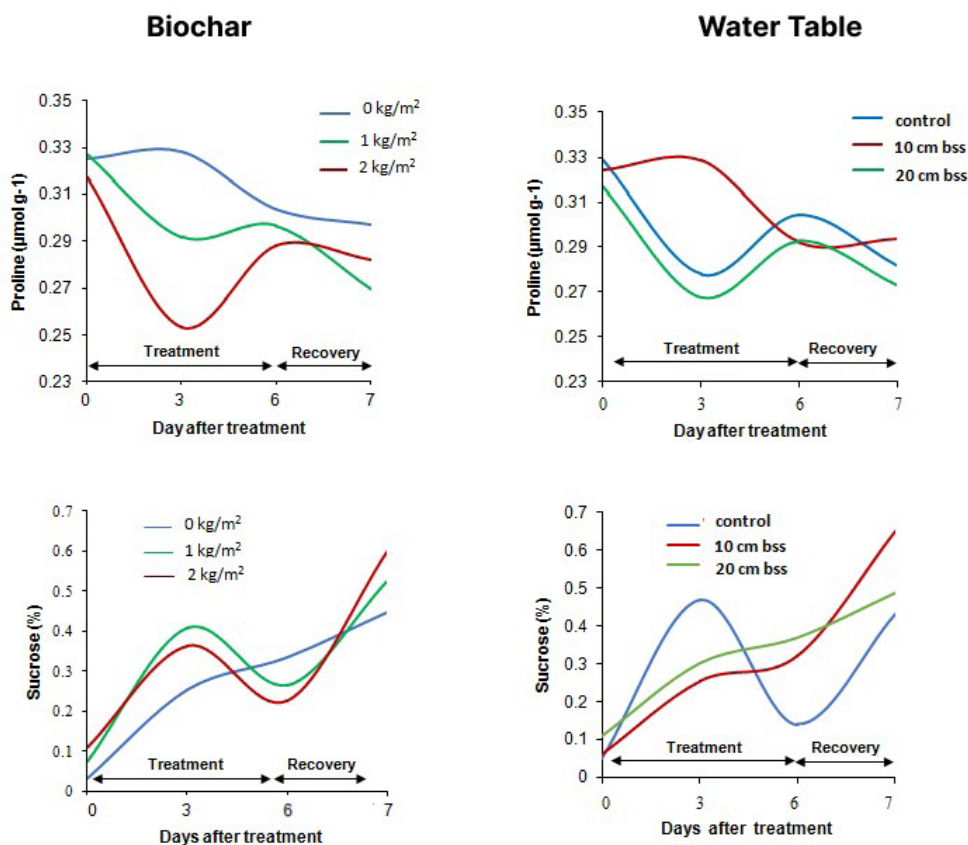 Biochar
Water Table
0.35
0.33
0.31
0.29
0.27
0.25
0.23
Proline (µmol g-1)
0 kg/m²
1 kg/m²
2 kg/m²
Treatment
Recovery
0
3
6
7
Day after treatment
0.35
0.33
0.31
0.29
0.27
0.25
0.23
Proline (µmol g-1)
control
10 cm bss
20 cm bss
Treatment
Recovery
0
3
6
7
Day after treatment
0.7
0.6
0.5
0.4
0.3
0.2
0.1
0
Sucrose (%)
0 kg/m²
1 kg/m²
2 kg/m²
Treatment
Recovery
0
3
6
7
Days after treatment
0.7
0.6
0.5
0.4
0.3
0.2
0.1
0
Sucrose (%)
control
10 cm bss
20 cm bss
Treatment
Recovery
0
3
6
7
Days after treatment